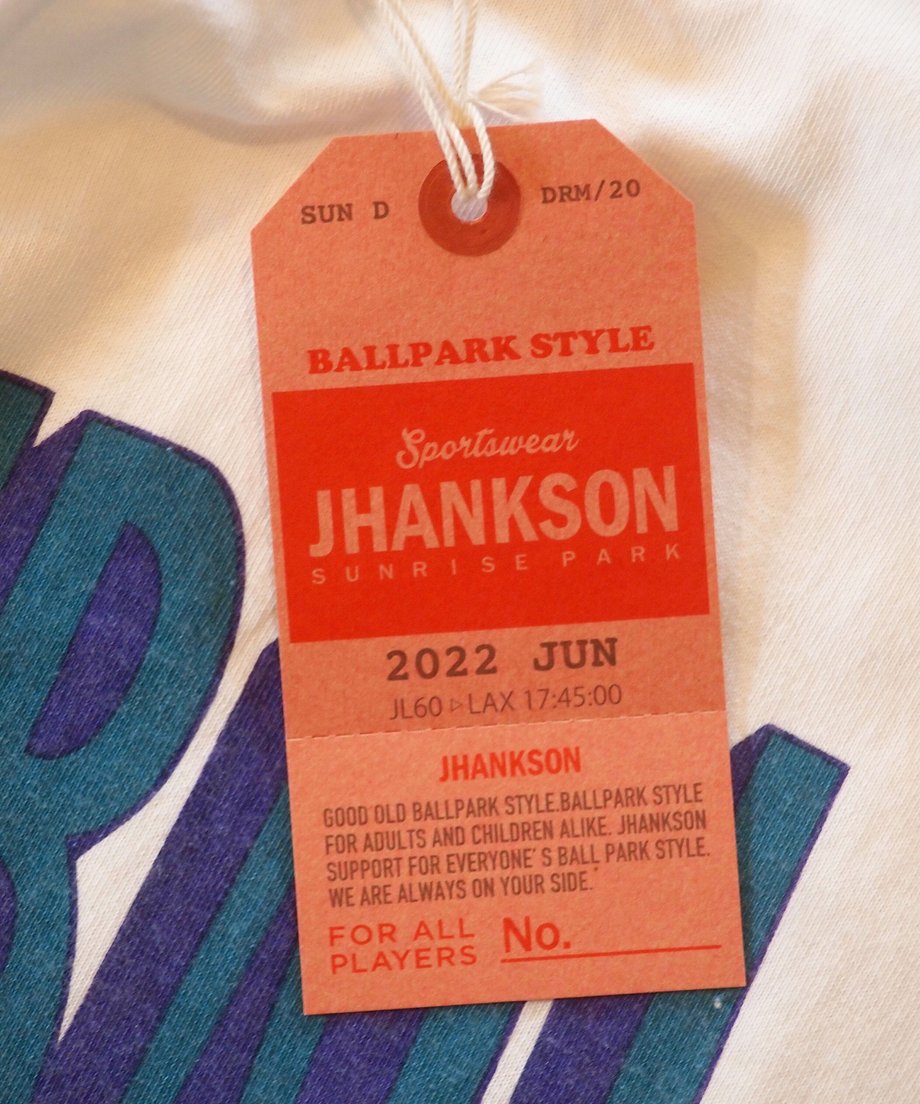 SUN D DRM/20
BALLPARK STYLE
Sportswear
JHANKSON
SUNRISE PARK
2022 JUN
JL60▷LAX 17:45:00
JHANKSON
GOOD OLD BALLPARK STYLE.BALLPARK STYLE
FOR ADULTS AND CHILDREN ALIKE. JHANKSON
SUPPORT FOR EVERYONE' S BALL PARK STYLE.
WE ARE ALWAYS ON YOUR SIDE.
FOR ALL
PLAYERS
No.